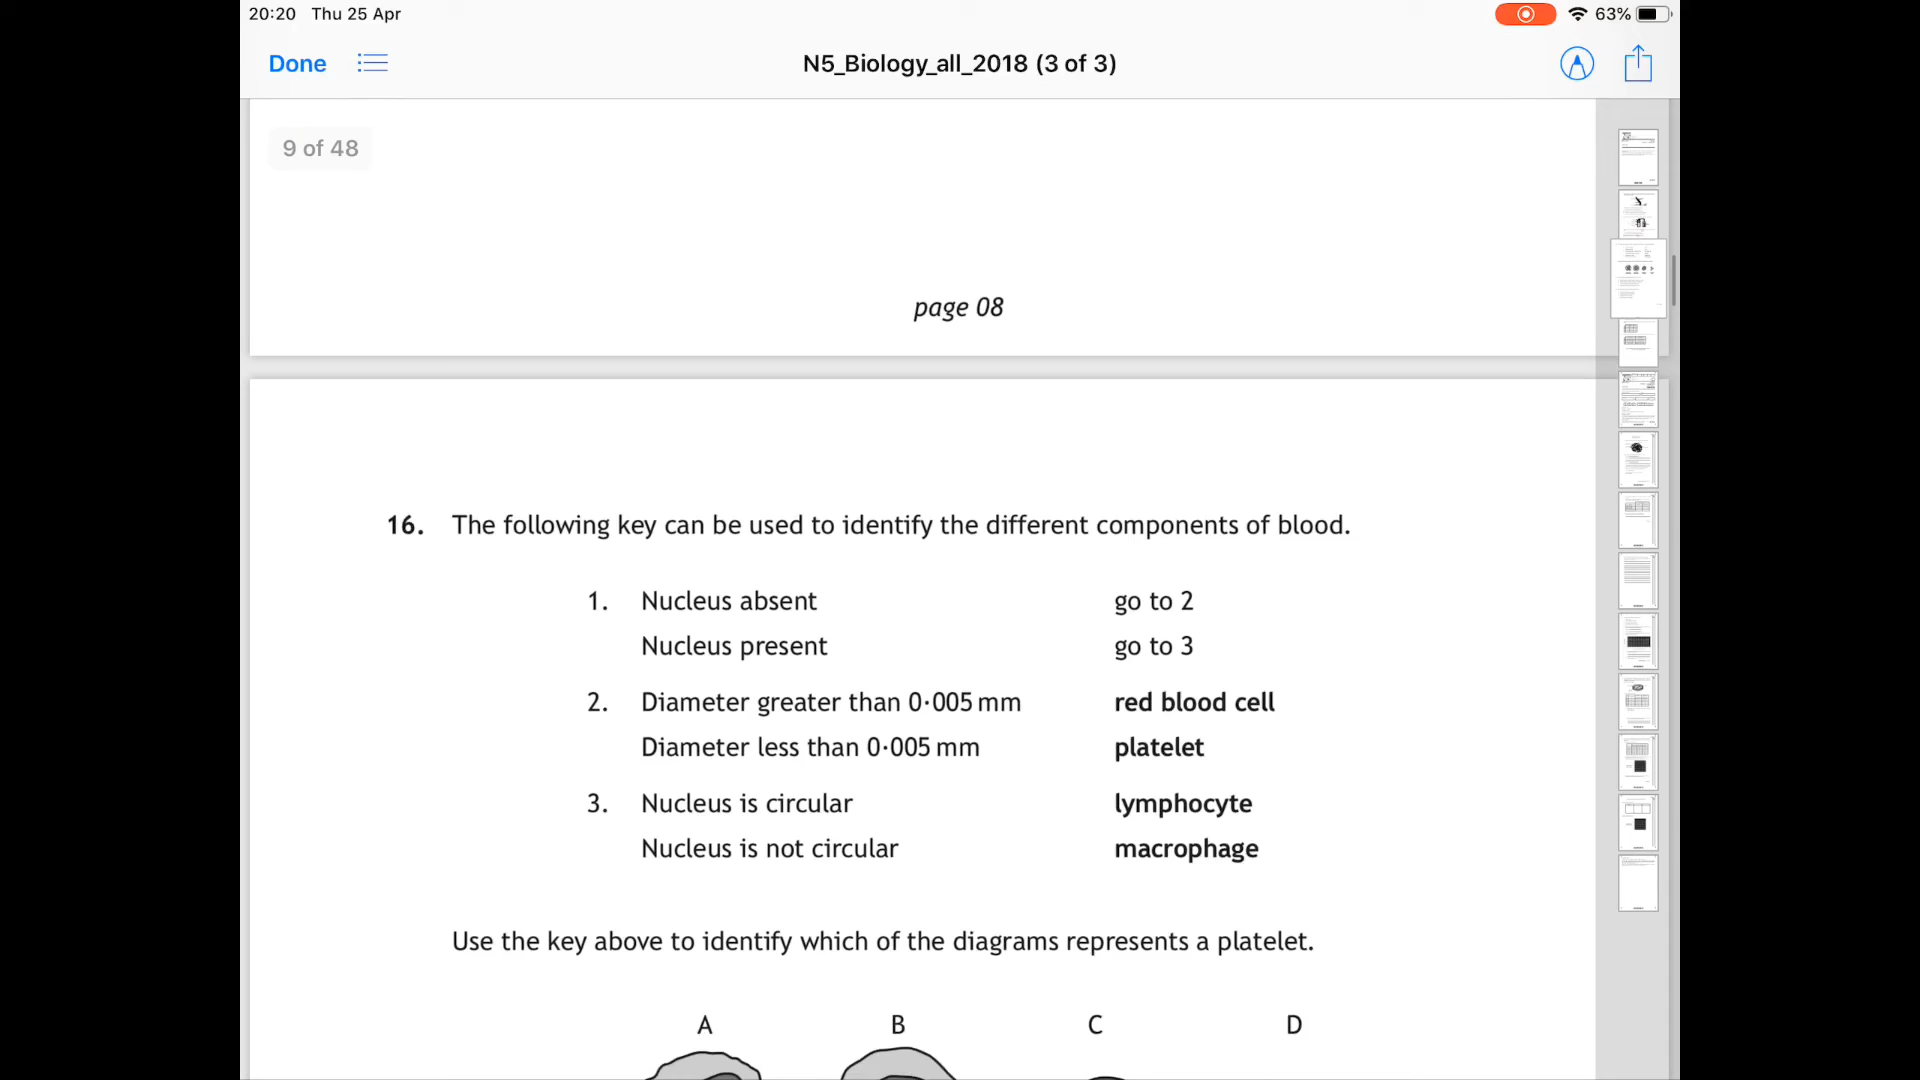 20:20 Thu 25 Apr
63%
Done
N5_Biology_all_2018 (3 of 3)
9 of 48
page 08
16. The following key can be used to identify the different components of blood.
1. Nucleus absent go to 2
Nucleus present go to 3
2. Diameter greater than 0·005 mm red blood cell
Diameter less than 0·005 mm platelet
3. Nucleus is circular lymphocyte
Nucleus is not circular macrophage
Use the key above to identify which of the diagrams represents a platelet.
A B C D